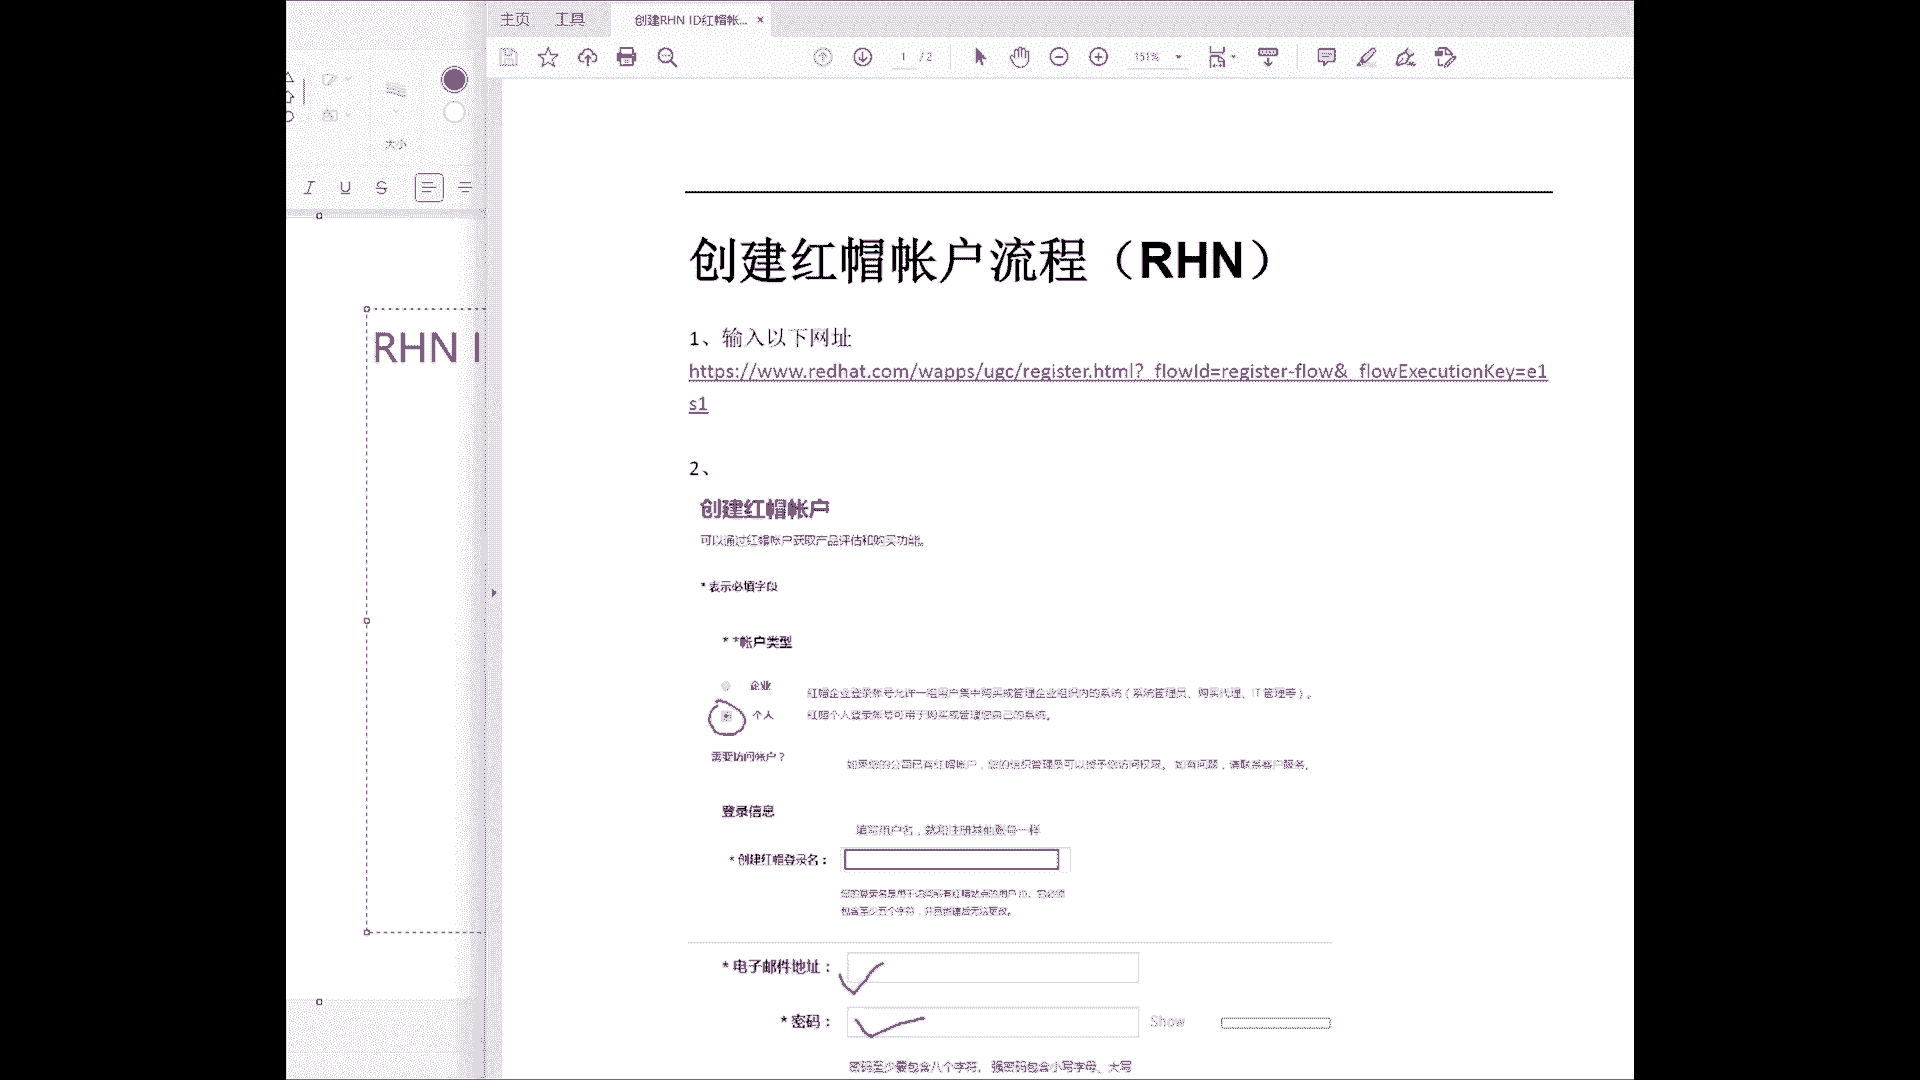 主页 工具 创建RHN ID红帽帐... ×
1 / 2 151%
大小
I U S
RHN I
创建红帽帐户流程（RHN）
1、输入以下网址
https://www.redhat.com/wapps/ugc/register.html?_flowId=register-flow&_flowExecutionKey=e1
s1
2、
创建红帽帐户
可以通过红帽帐户获取产品评估和购买功能。
* 表示必填字段
* *帐户类型
企业 红帽企业登录帐号允许一组用户集中购买或管理企业组织内的系统（系统管理员、购买代理、IT 管理等）。
个人 红帽个人登录帐号可用于购买或管理您自己的系统。
需要访问帐户？ 如果您的公司已有红帽帐户，您的组织管理员可以授予您访问权限。 如有问题，请联系客户服务。
登录信息
填写用户名，就和注册其他账号一样
* 创建红帽登录名：
您的登录名是用于访问所有红帽站点的用户 ID。它必须
包含至少五个字符，并且创建后无法更改。
* 电子邮件地址：
* 密码： Show
密码至少要包含八个字符。 强密码包含小写字母、大写